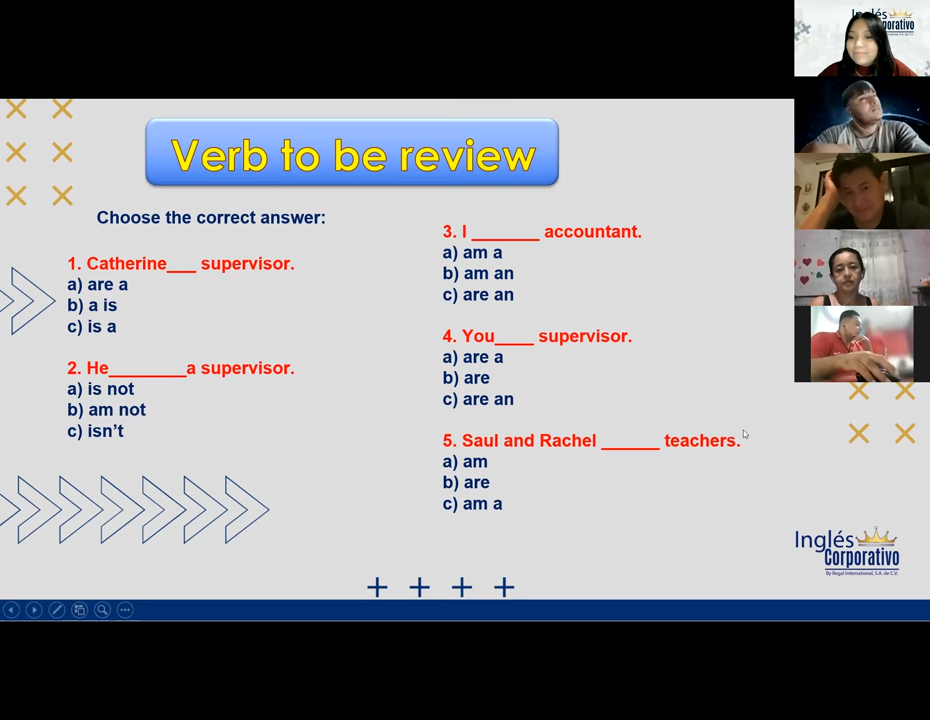 Verb to be review
Choose the correct answer:
1. Catherine___ supervisor.
a) are a
b) a is
c) is a
2. He________a supervisor.
a) is not
b) am not
c) isn’t
3. I _______ accountant.
a) am a
b) am an
c) are an
4. You____ supervisor.
a) are a
b) are
c) are an
5. Saul and Rachel ______ teachers.
a) am
b) are
c) am a
Inglés
Corporativo
By Regal International, S.A. de C.V.
Inglés